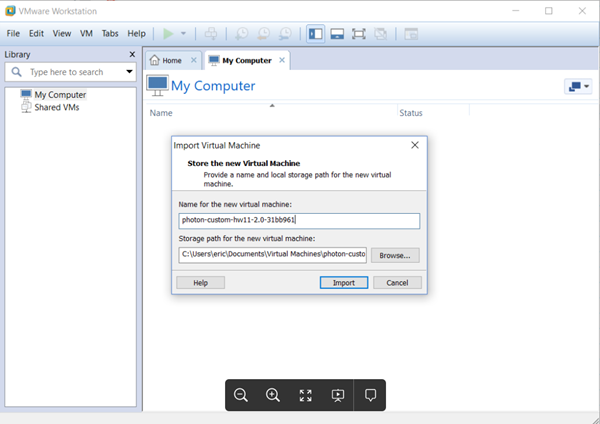 VMware Workstation
File Edit View VM Tabs Help
Library
Type here to search
My Computer
Shared VMs
Home
My Computer
My Computer
Name
Status
Import Virtual Machine
Store the new Virtual Machine
Provide a name and local storage path for the new virtual
machine.
Name for the new virtual machine:
photon-custom-hw11-2.0-31bb961
Storage path for the new virtual machine:
C:\Users\eric\Documents\Virtual Machines\photon-custo
Browse...
Help
Import
Cancel